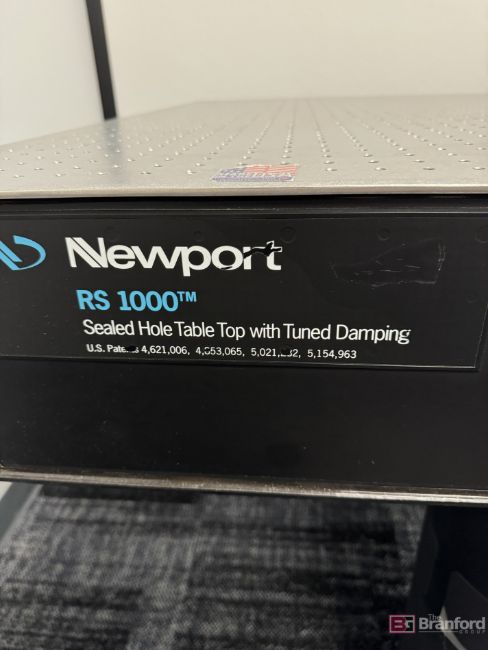 Newport
RS 1000™
Sealed Hole Table Top with Tuned Damping
U.S. 4,621,006, 5,154,963
The
BG Branford
GROUP